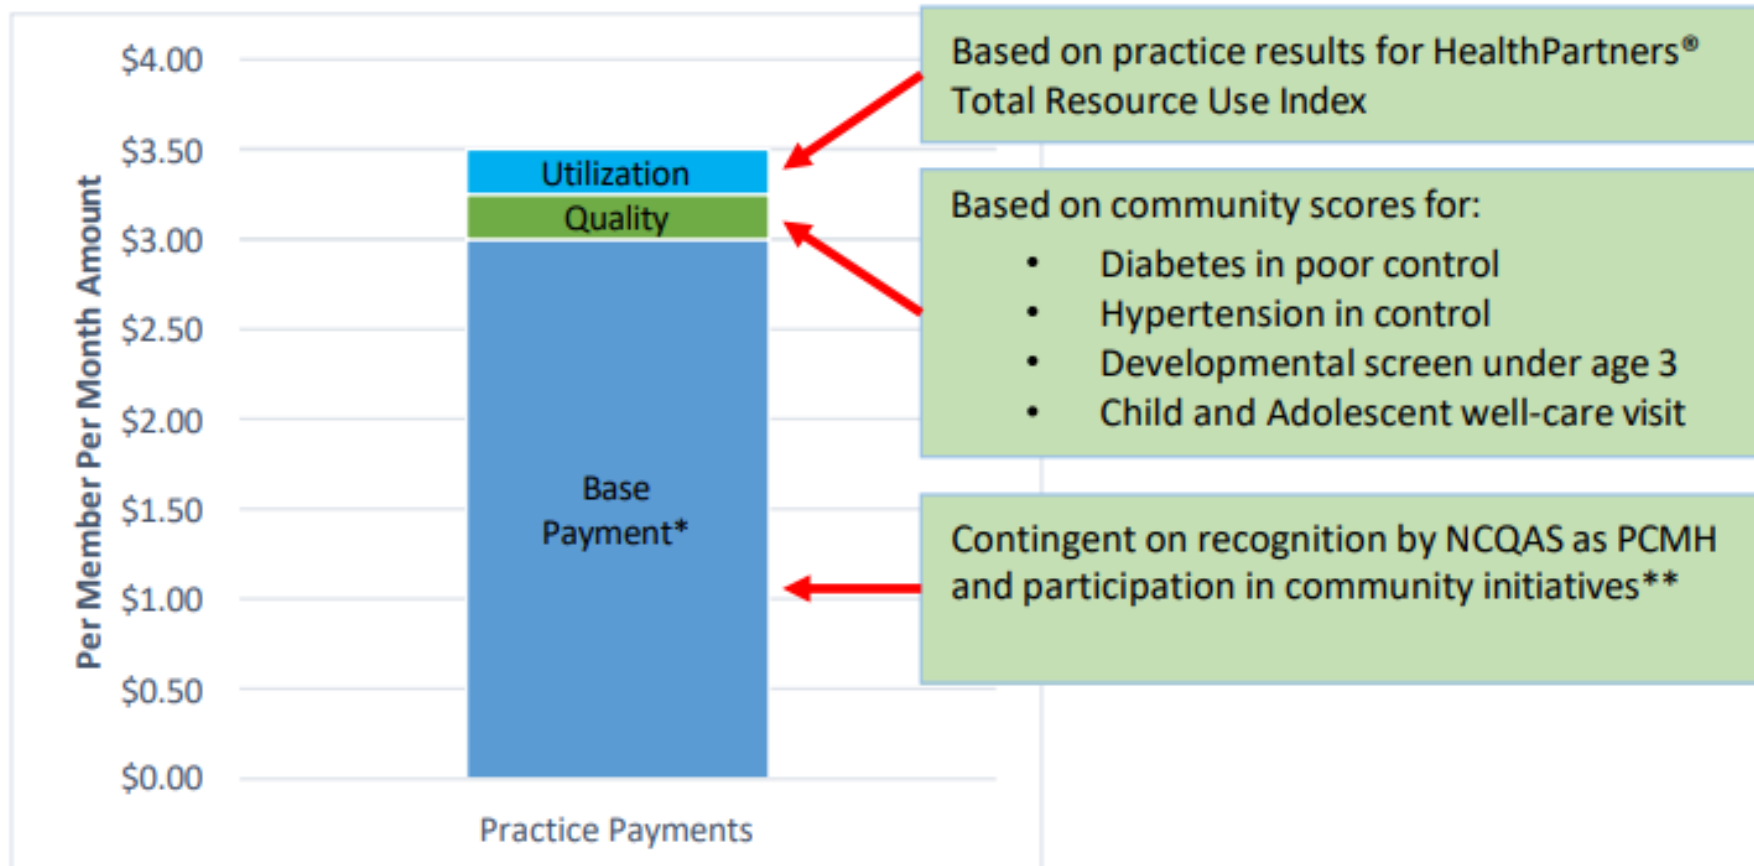 Per Member Per Month Amount
$4.00
$3.50
$3.00
$2.50
$2.00
$1.50
$1.00
$0.50
$0.00
Utilization
Quality
Base
Payment*
Practice Payments
Based on practice results for HealthPartners®
Total Resource Use Index
Based on community scores for:
• Diabetes in poor control
• Hypertension in control
• Developmental screen under age 3
• Child and Adolescent well-care visit
Contingent on recognition by NCQAS as PCMH
and participation in community initiatives**